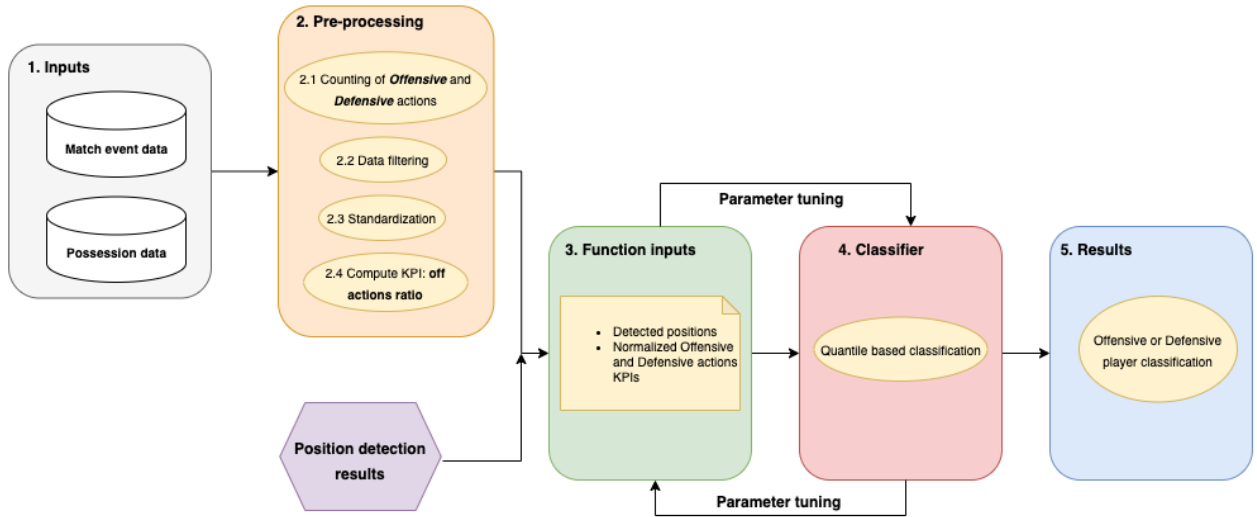 1. Inputs
Match event data
Possession data
2. Pre-processing
2.1 Counting of Offensive and
Defensive actions
2.2 Data filtering
2.3 Standardization
2.4 Compute KPI: off
actions ratio
Position detection
results
Parameter tuning
3. Function inputs
• Detected positions
• Normalized Offensive
and Defensive actions
KPIs
4. Classifier
Quantile based classification
Parameter tuning
5. Results
Offensive or Defensive
player classification